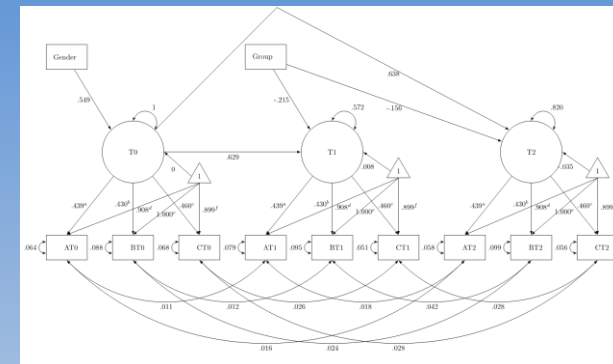 Gender
Group
.638
.549
1
-.215
.572
-.156
.820
T0
.629
T1
T2
0
1
.008
1
.035
1
.439ᵃ
.430ᵇ
.908ᵈ
1.000ᵉ
.460ᶜ
.899ᶠ
.439ᵃ
.430ᵇ
.908ᵈ
1.000ᵉ
.460ᶜ
.899ᶠ
.439ᵃ
.430ᵇ
.908ᵈ
1.000ᵉ
.460ᶜ
.899
.064
AT0
.088
BT0
.068
CT0
.079
AT1
.095
BT1
.051
CT1
.058
AT2
.099
BT2
.056
CT2
.011
.012
.026
.018
.042
.028
.016
.024
.028